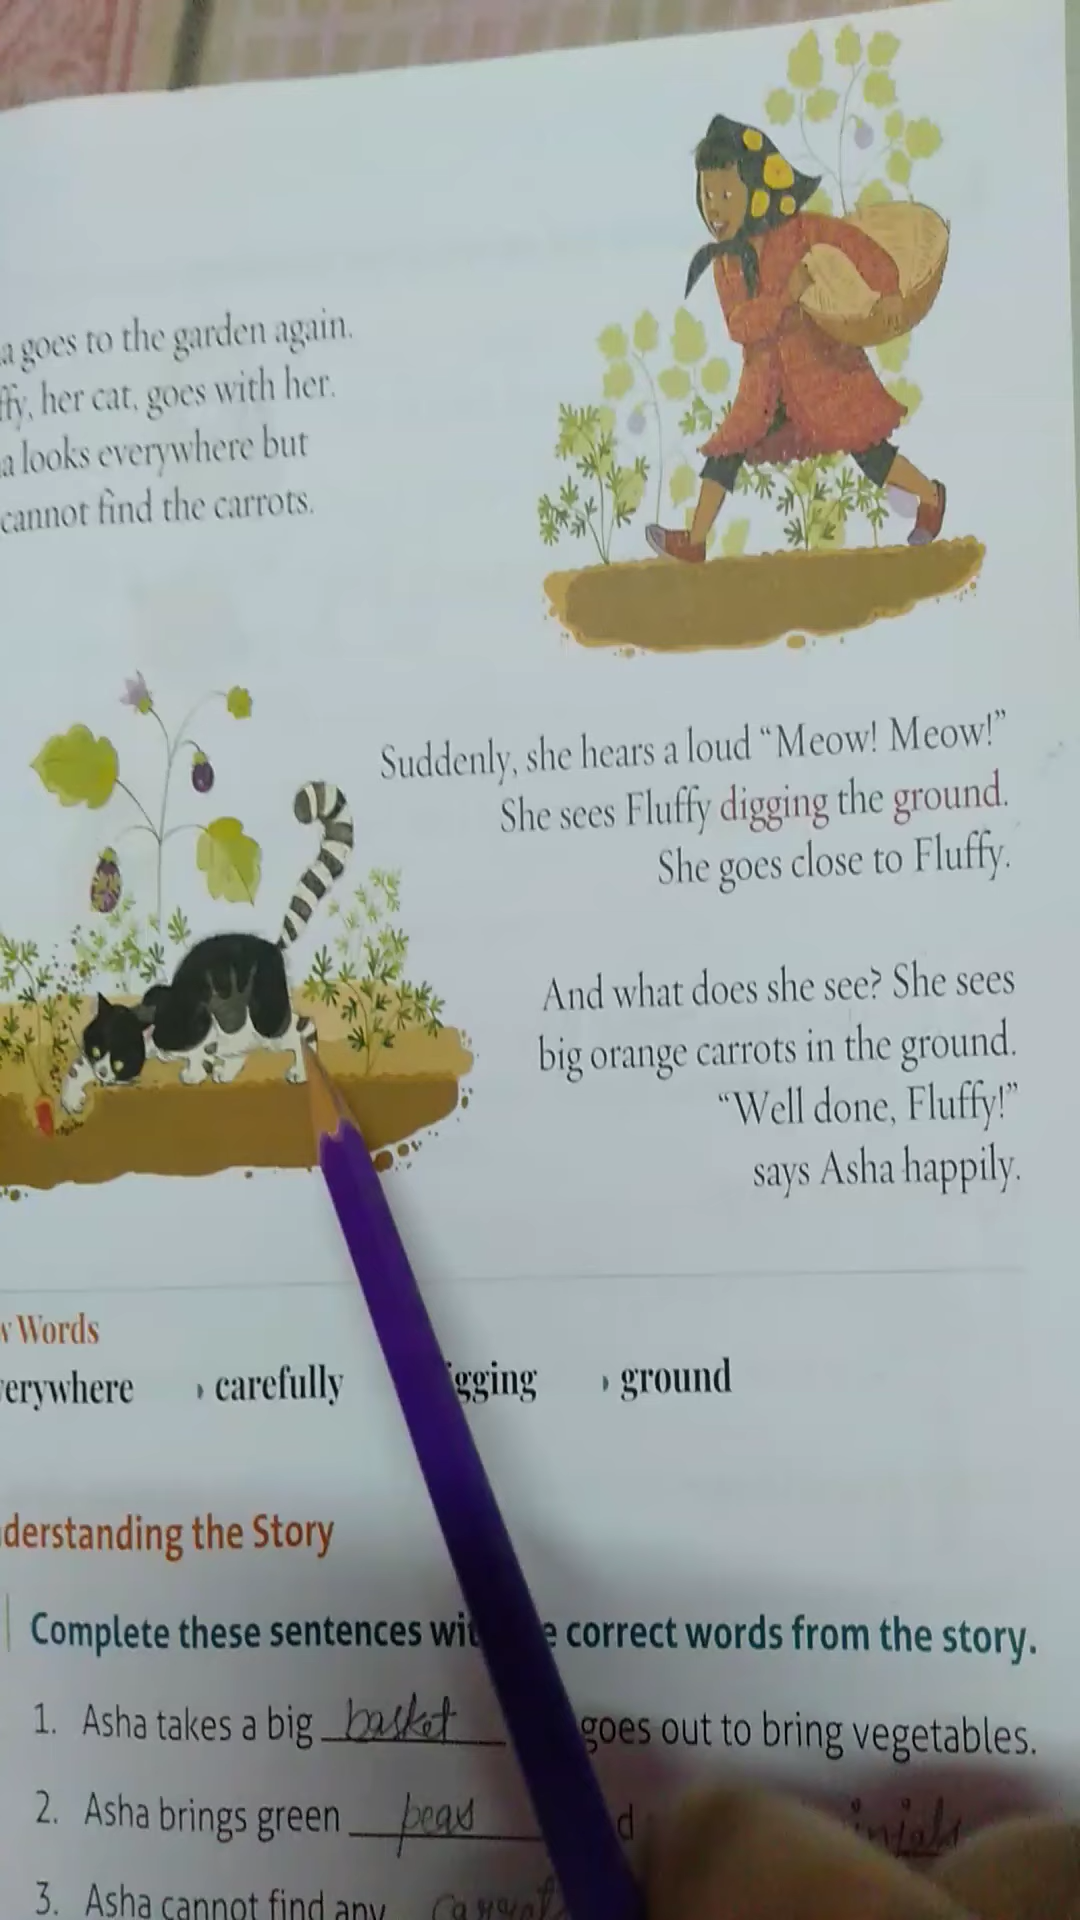 a goes to the garden again.
ffy, her cat, goes with her.
a looks everywhere but
cannot find the carrots.
Suddenly, she hears a loud “Meow! Meow!”
She sees Fluffy digging the ground.
She goes close to Fluffy.
And what does she see? She sees
big orange carrots in the ground.
“Well done, Fluffy!”
says Asha happily.
Words
erywhere › carefully igging › ground
derstanding the Story
Complete these sentences wit e correct words from the story.
1. Asha takes a big basket goes out to bring vegetables.
2. Asha brings green peas d
3. Asha cannot find any